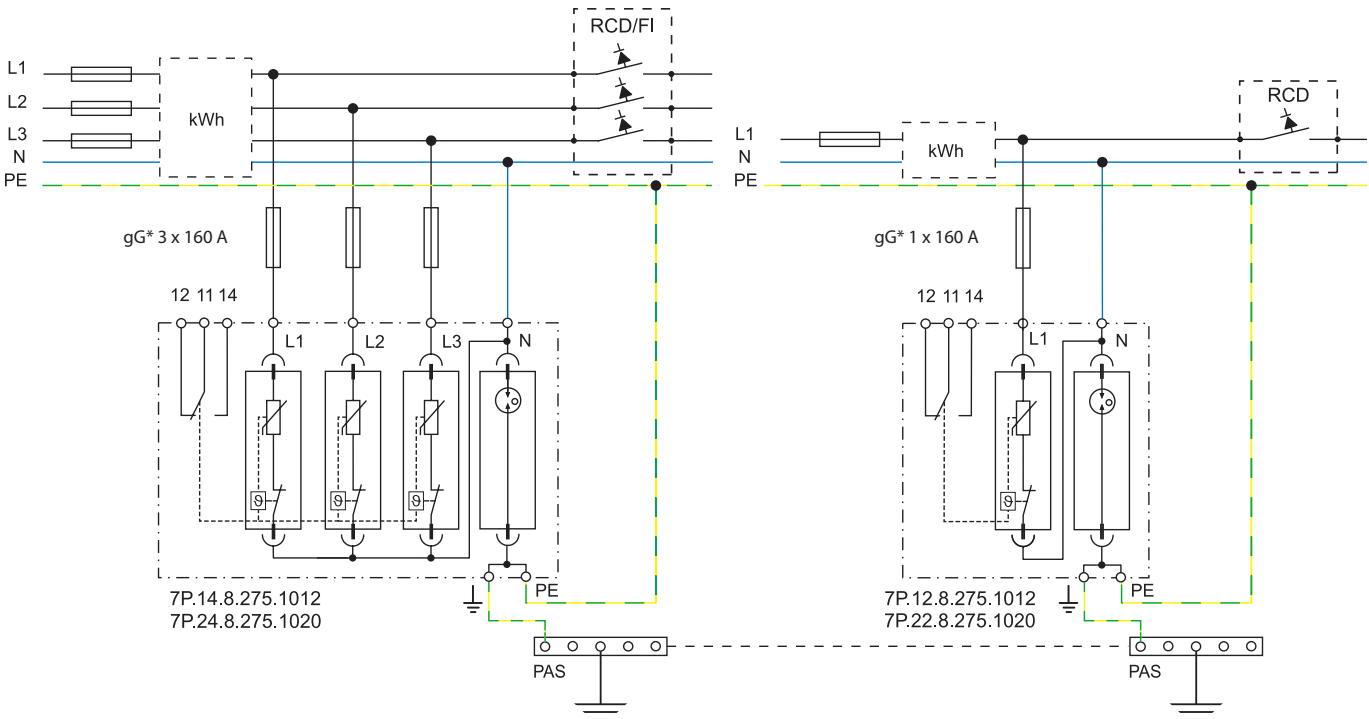 RCD/FI
L1
L2
L3
N
PE
kWh
gG* 3 x 160 A
12 11 14
L1
L2
L3
N
ϑ
ϑ
ϑ
PE
7P.14.8.275.1012
7P.24.8.275.1020
PAS
RCD
L1
N
PE
kWh
gG* 1 x 160 A
12 11 14
L1
N
ϑ
PE
7P.12.8.275.1012
7P.22.8.275.1020
PAS